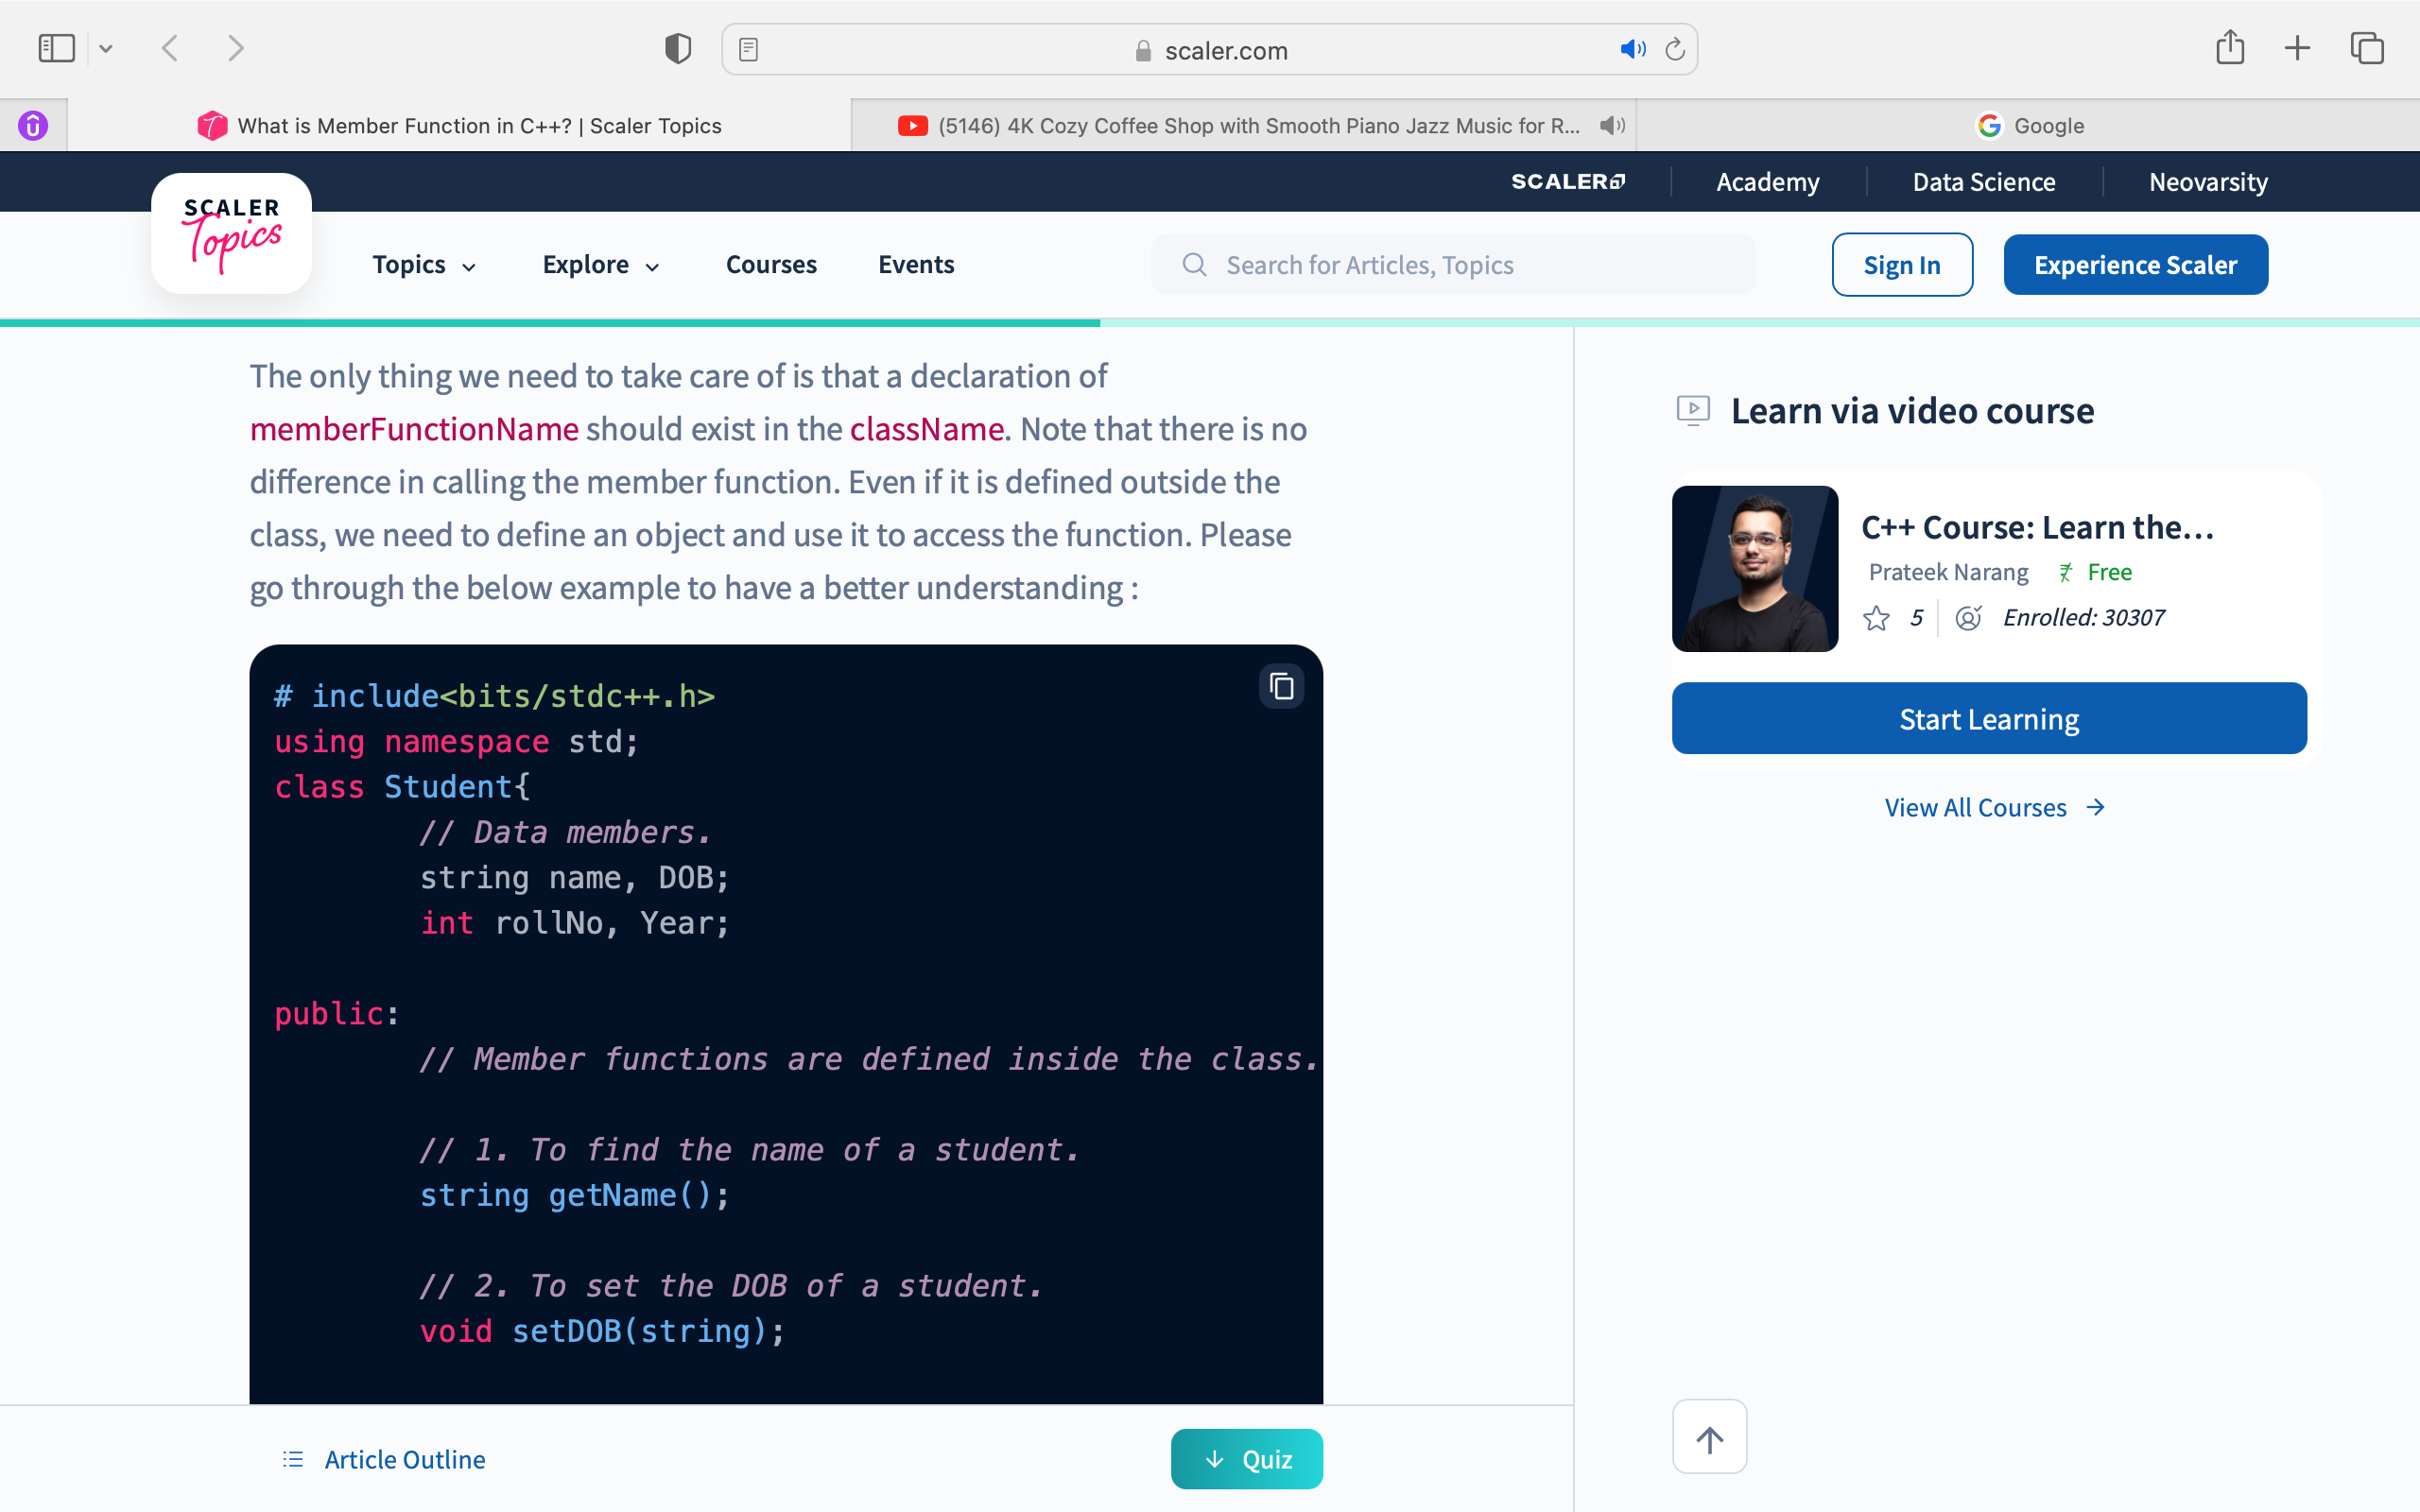 scaler.com
What is Member Function in C++? | Scaler Topics
(5146) 4K Cozy Coffee Shop with Smooth Piano Jazz Music for R...
Google
SCALER
Academy
Data Science
Neovarsity
SCALER
Topics
Topics
Explore
Courses
Events
Search for Articles, Topics
Sign In
Experience Scaler
The only thing we need to take care of is that a declaration of
memberFunctionName should exist in the className. Note that there is no
difference in calling the member function. Even if it is defined outside the
class, we need to define an object and use it to access the function. Please
go through the below example to have a better understanding :
# include<bits/stdc++.h>
using namespace std;
class Student{
// Data members.
string name, DOB;
int rollNo, Year;
public:
// Member functions are defined inside the class.
// 1. To find the name of a student.
string getName();
// 2. To set the DOB of a student.
void setDOB(string);
Article Outline
Quiz
Learn via video course
C++ Course: Learn the...
Prateek Narang
Free
5
Enrolled: 30307
Start Learning
View All Courses